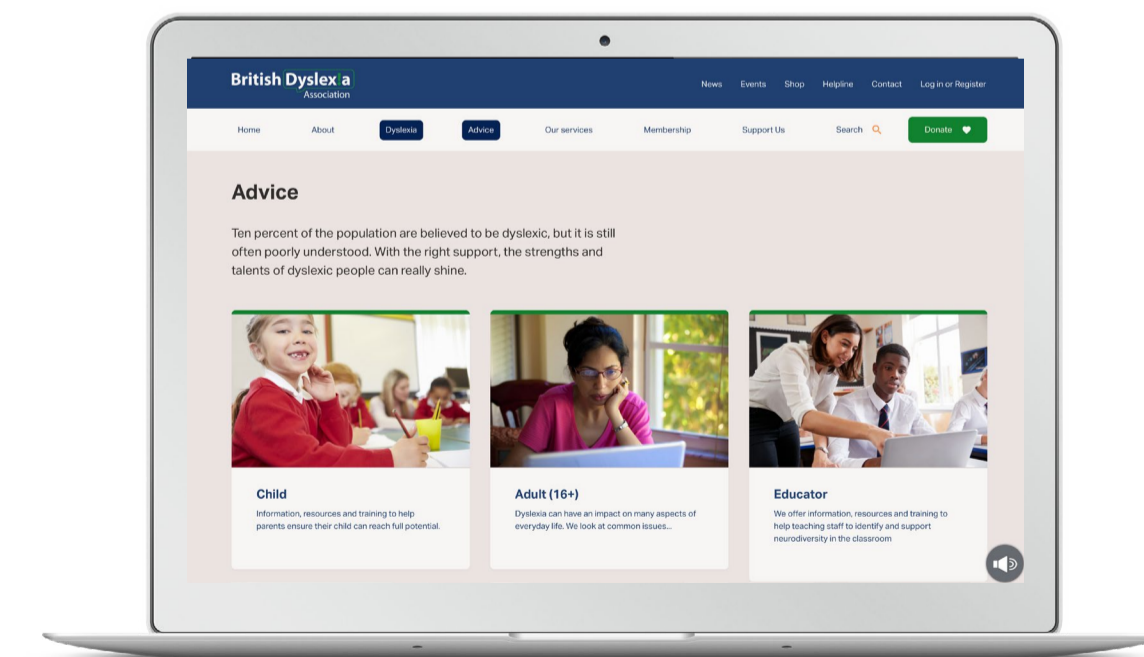 British Dyslexia
Association
News Events Shop Helpline Contact Log in or Register
Home About Dyslexia Advice Our services Membership Support Us Search Donate
Advice
Ten percent of the population are believed to be dyslexic, but it is still
often poorly understood. With the right support, the strengths and
talents of dyslexic people can really shine.
Child
Information, resources and training to help
parents ensure their child can reach full potential.
Adult (16+)
Dyslexia can have an impact on many aspects of
everyday life. We look at common issues...
Educator
We offer information, resources and training to
help teaching staff to identify and support
neurodiversity in the classroom